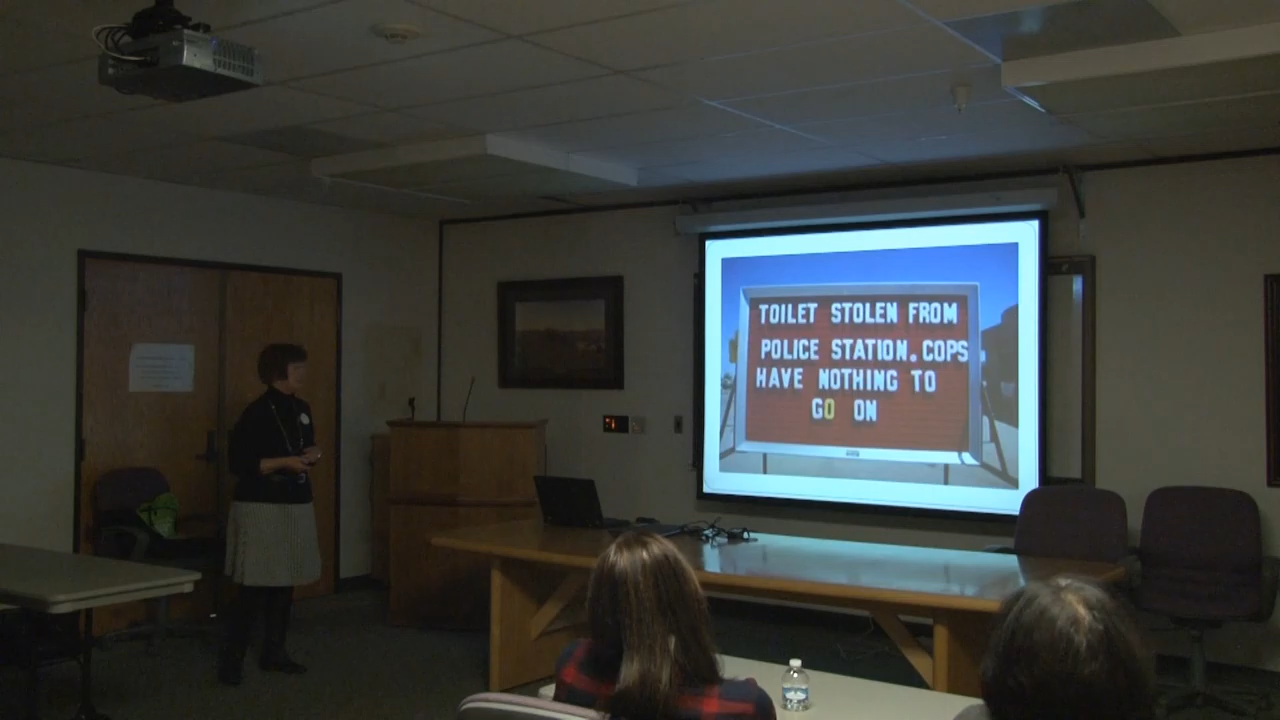 TOILET STOLEN FROM
POLICE STATION. COPS
HAVE NOTHING TO
GO ON